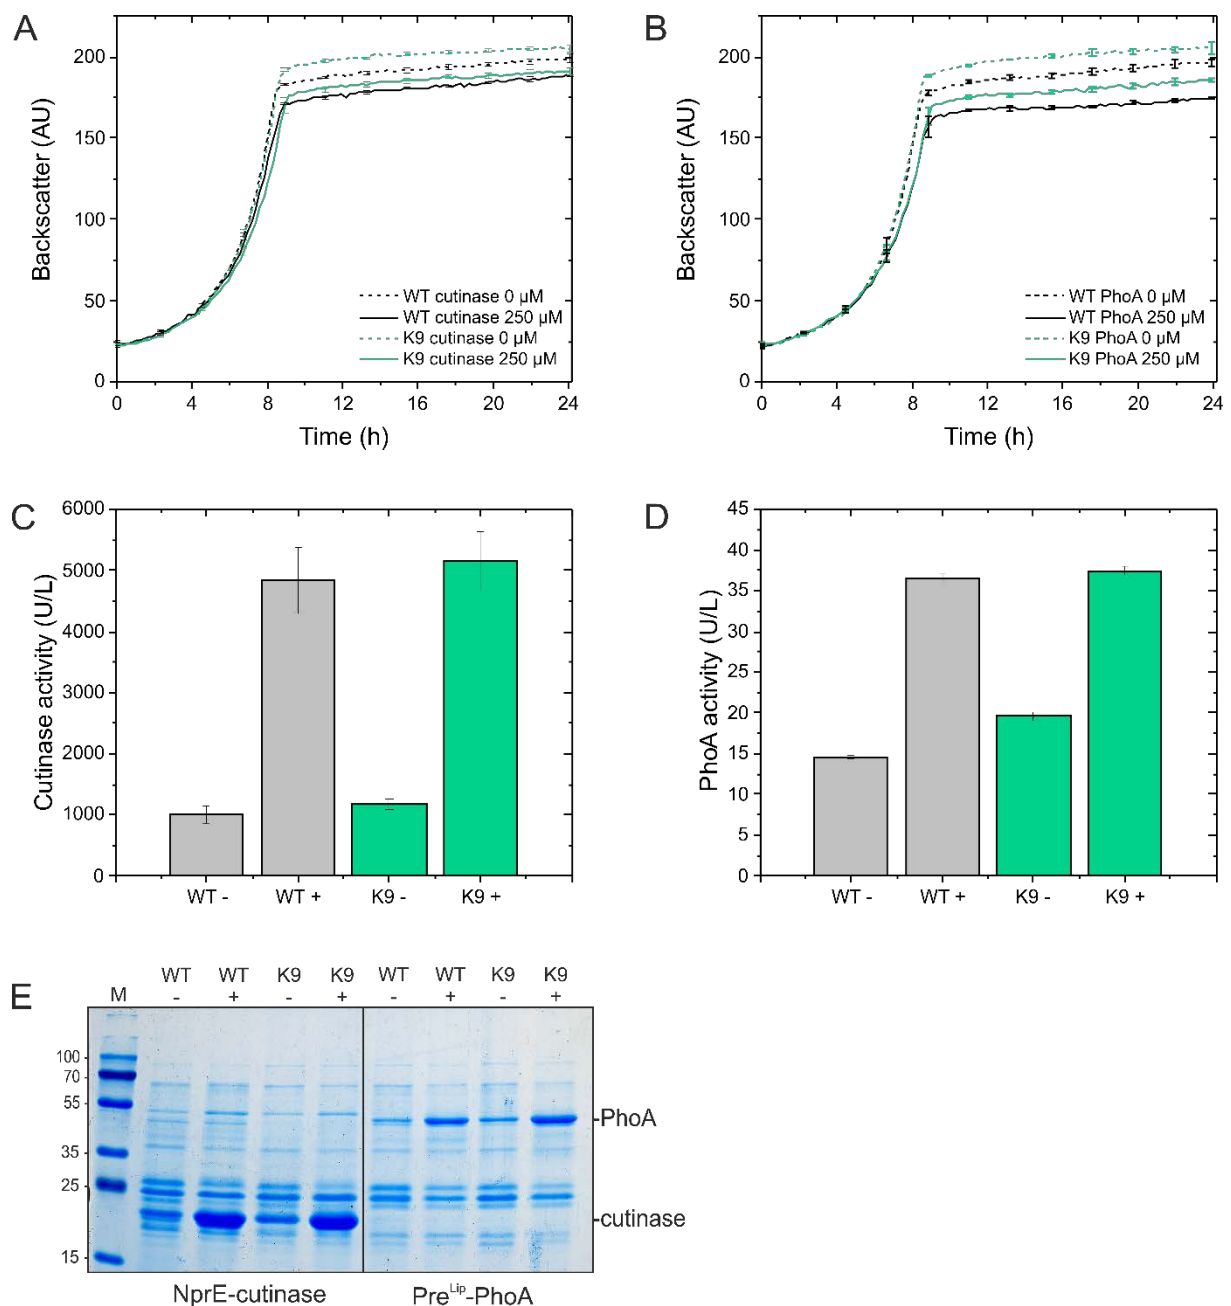 A
Backscatter (AU)
200
150
100
50
0
0 4 8 12 16 20 24
Time (h)
WT cutinase 0 µM
WT cutinase 250 µM
K9 cutinase 0 µM
K9 cutinase 250 µM
B
Backscatter (AU)
200
150
100
50
0
0 4 8 12 16 20 24
Time (h)
WT PhoA 0 µM
WT PhoA 250 µM
K9 PhoA 0 µM
K9 PhoA 250 µM
C
Cutinase activity (U/L)
6000
5000
4000
3000
2000
1000
0
WT - WT + K9 - K9 +
D
PhoA activity (U/L)
45
40
35
30
25
20
15
10
5
0
WT - WT + K9 - K9 +
E
WT WT K9 K9 WT WT K9 K9
M - + - + - + - +
100
70
55
35
25
15
-PhoA
-cutinase
NprE-cutinase Pre^Lip-PhoA